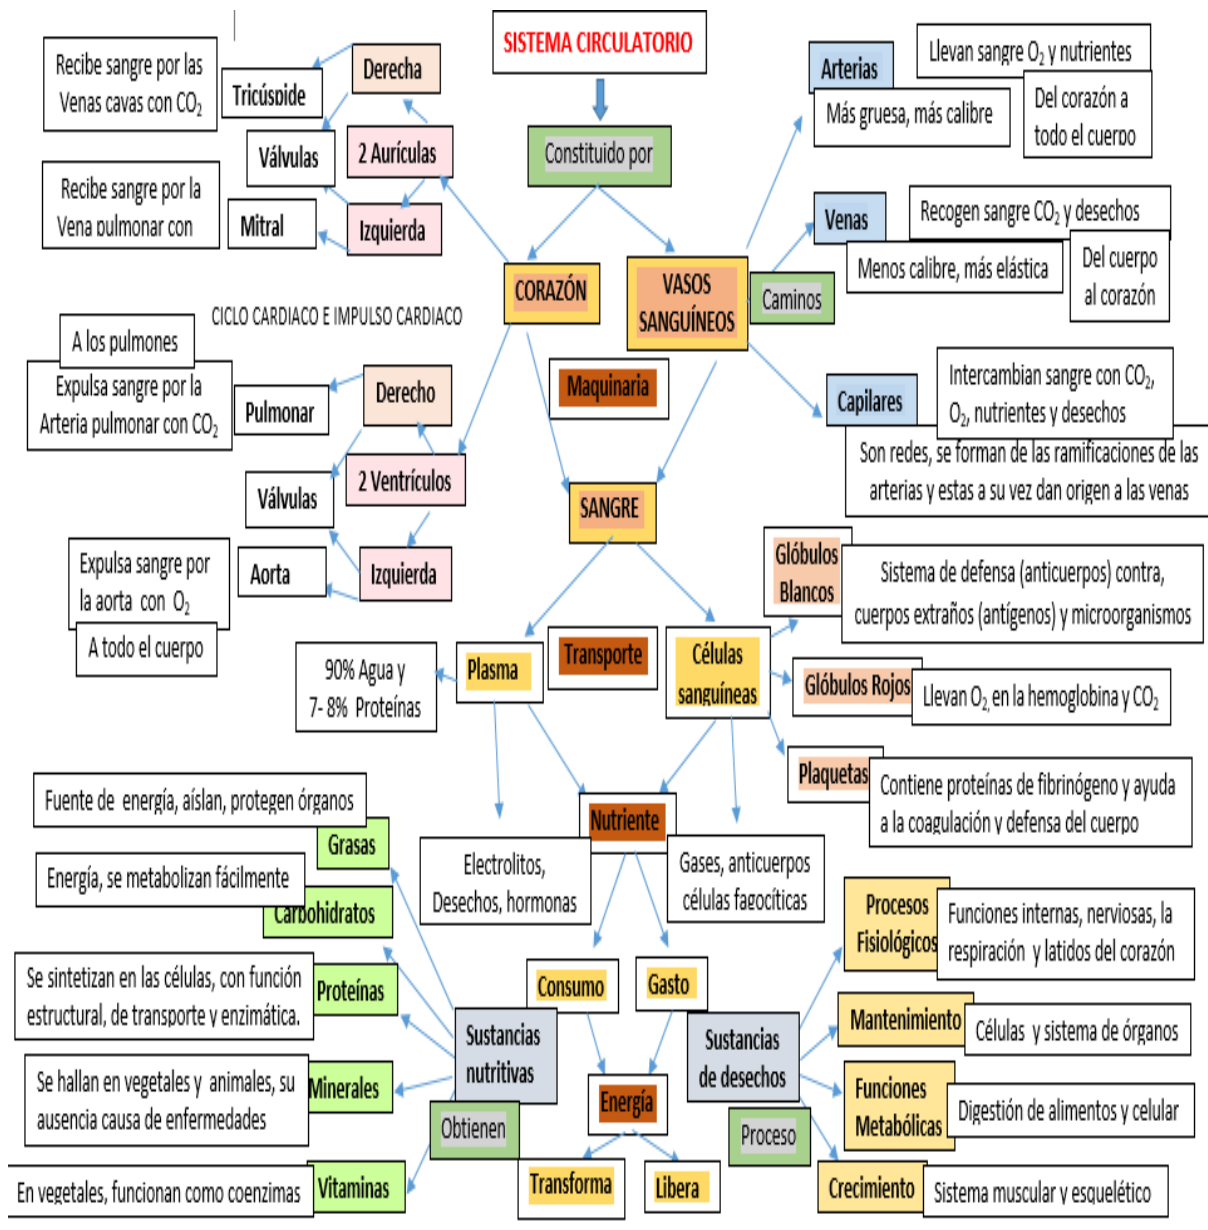 SISTEMA CIRCULATORIO
Constituido por
Recibe sangre por las
Venas cavas con CO₂
Tricúspide
Derecha
Válvulas
2 Aurículas
Recibe sangre por la
Vena pulmonar con
Mitral
Izquierda
CORAZÓN
VASOS
SANGUÍNEOS
Caminos
Arterias
Llevan sangre O₂ y nutrientes
Más gruesa, más calibre
Del corazón a
todo el cuerpo
Venas
Recogen sangre CO₂ y desechos
Menos calibre, más elástica
Del cuerpo
al corazón
Capilares
Intercambian sangre con CO₂,
O₂, nutrientes y desechos
Son redes, se forman de las ramificaciones de las
arterias y estas a su vez dan origen a las venas
CICLO CARDIACO E IMPULSO CARDIACO
A los pulmones
Expulsa sangre por la
Arteria pulmonar con CO₂
Pulmonar
Derecho
Válvulas
2 Ventrículos
Expulsa sangre por
la aorta con O₂
A todo el cuerpo
Aorta
Izquierda
Maquinaria
SANGRE
Plasma
Transporte
Células
sanguíneas
90% Agua y
7- 8% Proteínas
Glóbulos
Blancos
Sistema de defensa (anticuerpos) contra,
cuerpos extraños (antígenos) y microorganismos
Glóbulos Rojos
Llevan O₂, en la hemoglobina y CO₂
Plaquetas
Contiene proteínas de fibrinógeno y ayuda
a la coagulación y defensa del cuerpo
Nutriente
Electrolitos,
Desechos, hormonas
Gases, anticuerpos
células fagocíticas
Fuente de energía, aíslan, protegen órganos
Grasas
Energía, se metabolizan fácilmente
Carbohidratos
Se sintetizan en las células, con función
estructural, de transporte y enzimática.
Proteínas
Se hallan en vegetales y animales, su
ausencia causa de enfermedades
Minerales
En vegetales, funcionan como coenzimas
Vitaminas
Sustancias
nutritivas
Obtienen
Consumo
Gasto
Energía
Transforma
Libera
Sustancias
de desechos
Proceso
Procesos
Fisiológicos
Funciones internas, nerviosas, la
respiración y latidos del corazón
Mantenimiento
Células y sistema de órganos
Funciones
Metabólicas
Digestión de alimentos y celular
Crecimiento
Sistema muscular y esquelético